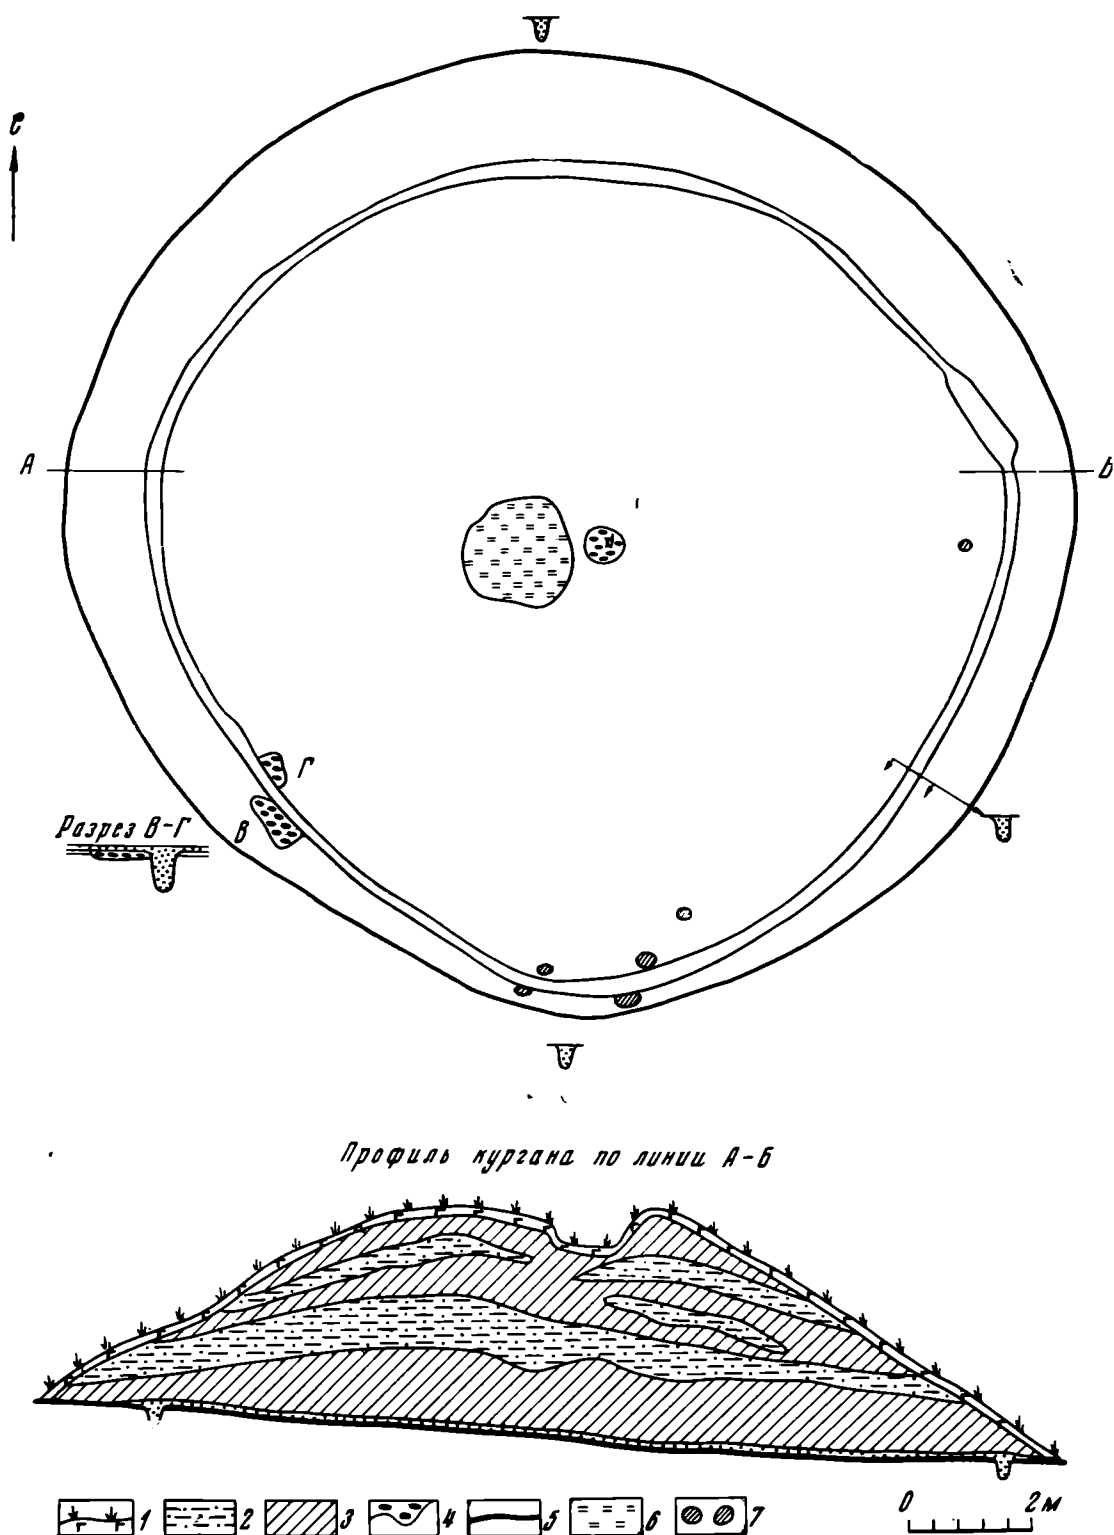 С
А
Б
Г
В
Разрез В-Г
Профиль кургана по линии А-Б
1 2 3 4 5 6 7
0 2м